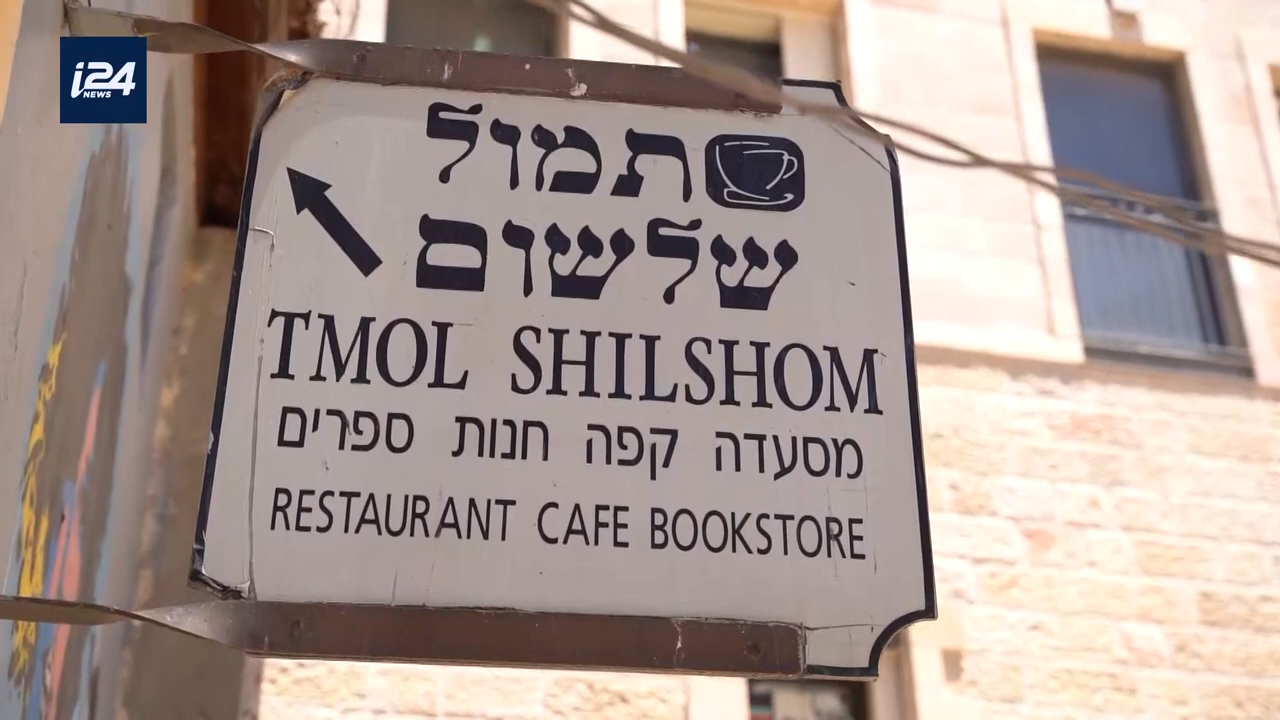 i24
NEWS
תמול
שלשום
TMOL SHILSHOM
מסעדה קפה חנות ספרים
RESTAURANT CAFE BOOKSTORE